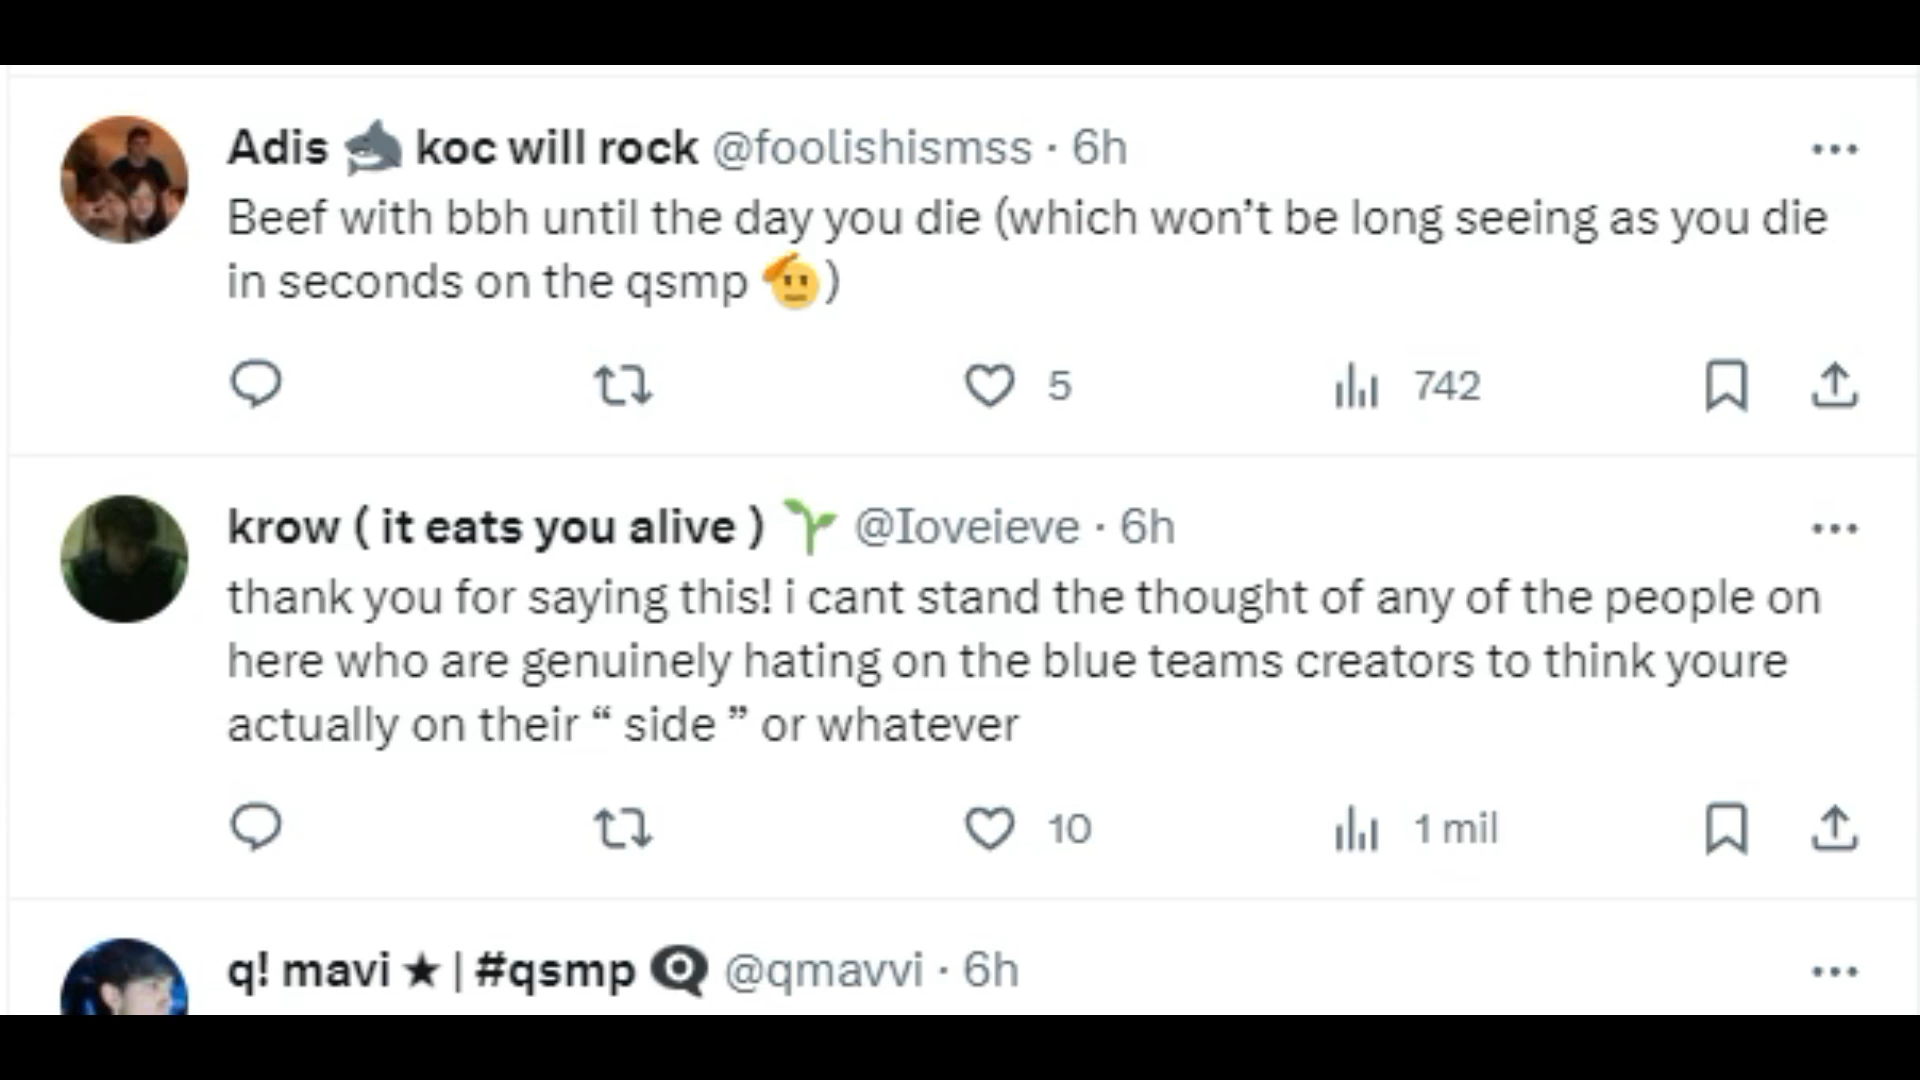 Adis 🦈 koc will rock @foolishismss · 6h
Beef with bbh until the day you die (which won’t be long seeing as you die
in seconds on the qsmp 🫡)
5 742
krow ( it eats you alive ) 🌱 @Ioveieve · 6h
thank you for saying this! i cant stand the thought of any of the people on
here who are genuinely hating on the blue teams creators to think youre
actually on their “ side ” or whatever
10 1 mil
q! mavi ★ | #qsmp 👁️‍🗨️ @qmavvi · 6h